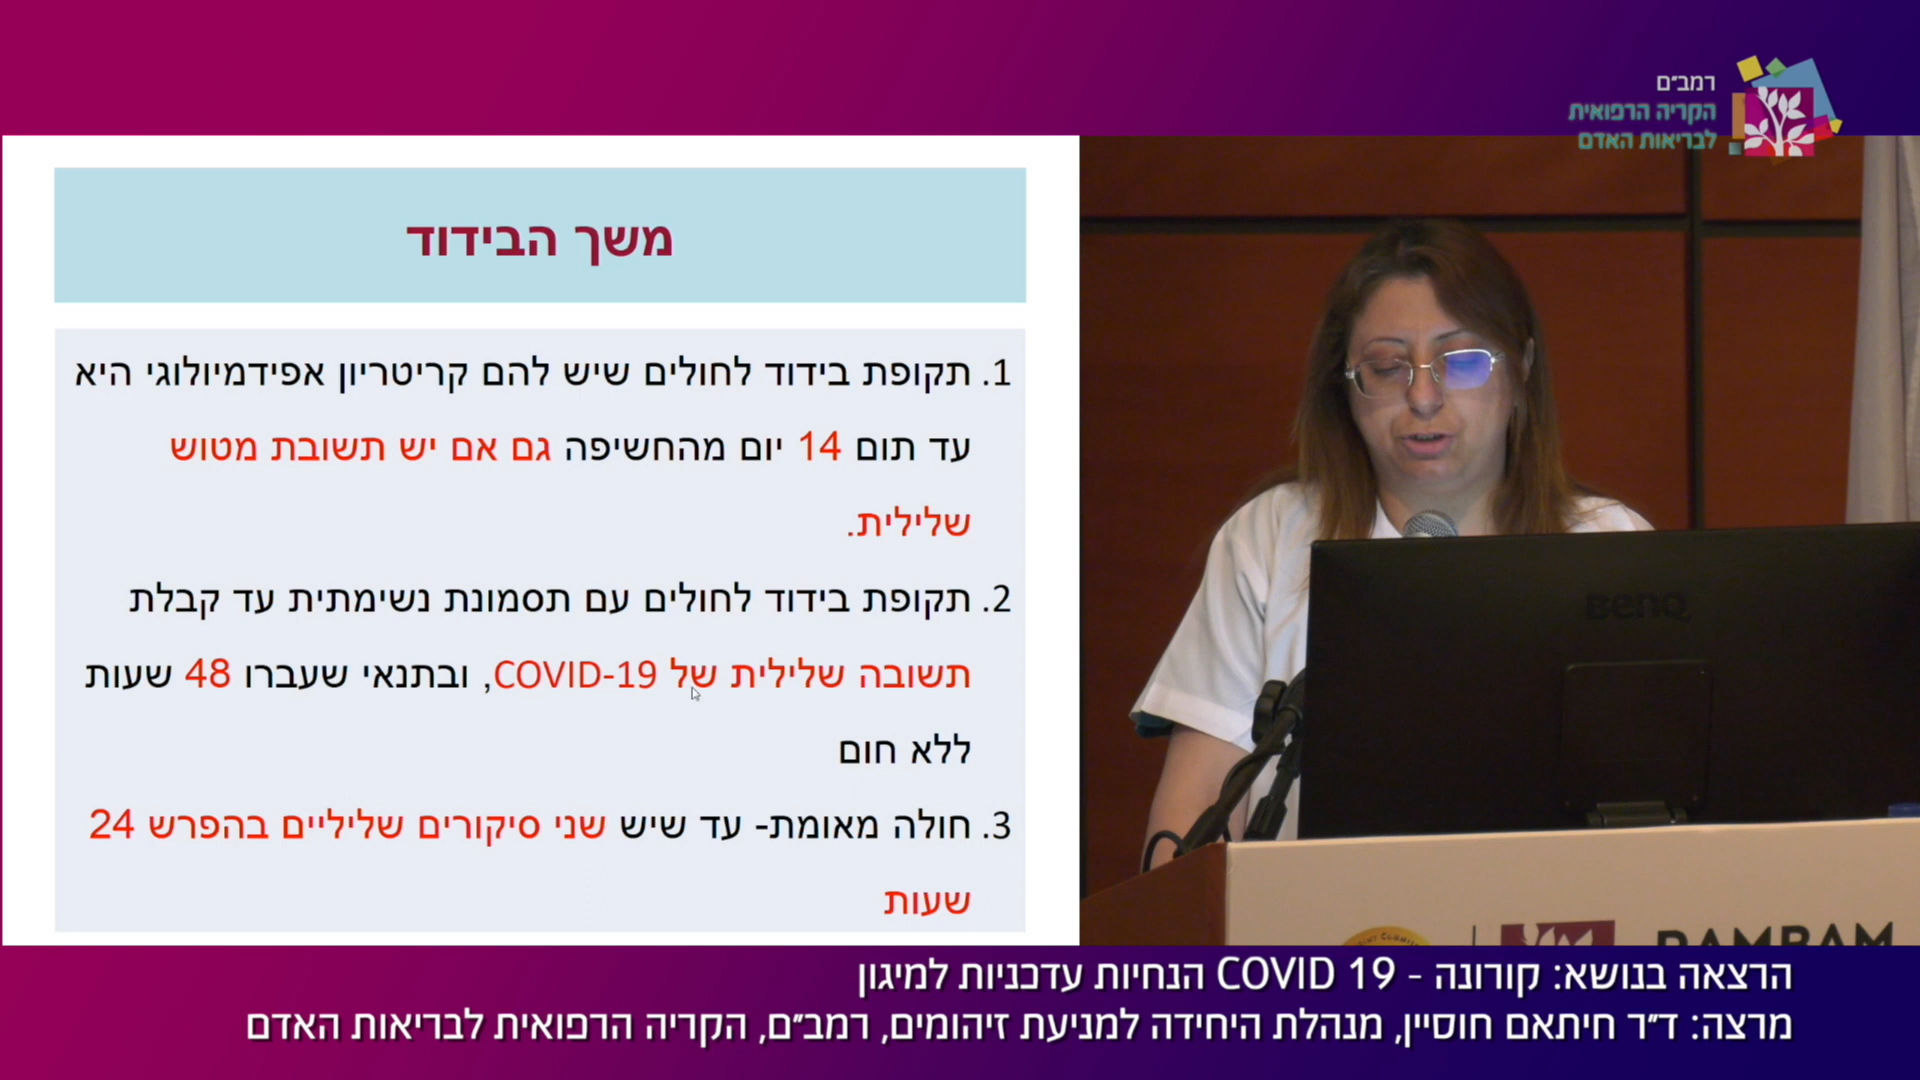 רמב״ם
הקריה הרפואית
לבריאות האדם
משך הבידוד
1. תקופת בידוד לחולים שיש להם קריטריון אפידמיולוגי היא
עד תום 14 יום מהחשיפה גם אם יש תשובת מטוש
שלילית.
2. תקופת בידוד לחולים עם תסמונת נשימתית עד קבלת
תשובה שלילית של COVID-19, ובתנאי שעברו 48 שעות
ללא חום
3. חולה מאומת- עד שיש שני סיקורים שליליים בהפרש 24
שעות
BenQ
RAMBAM
הרצאה בנושא: קורונה - COVID 19 הנחיות עדכניות למיגון
מרצה: ד״ר חיתאם חוסיין, מנהלת היחידה למניעת זיהומים, רמב״ם, הקריה הרפואית לבריאות האדם